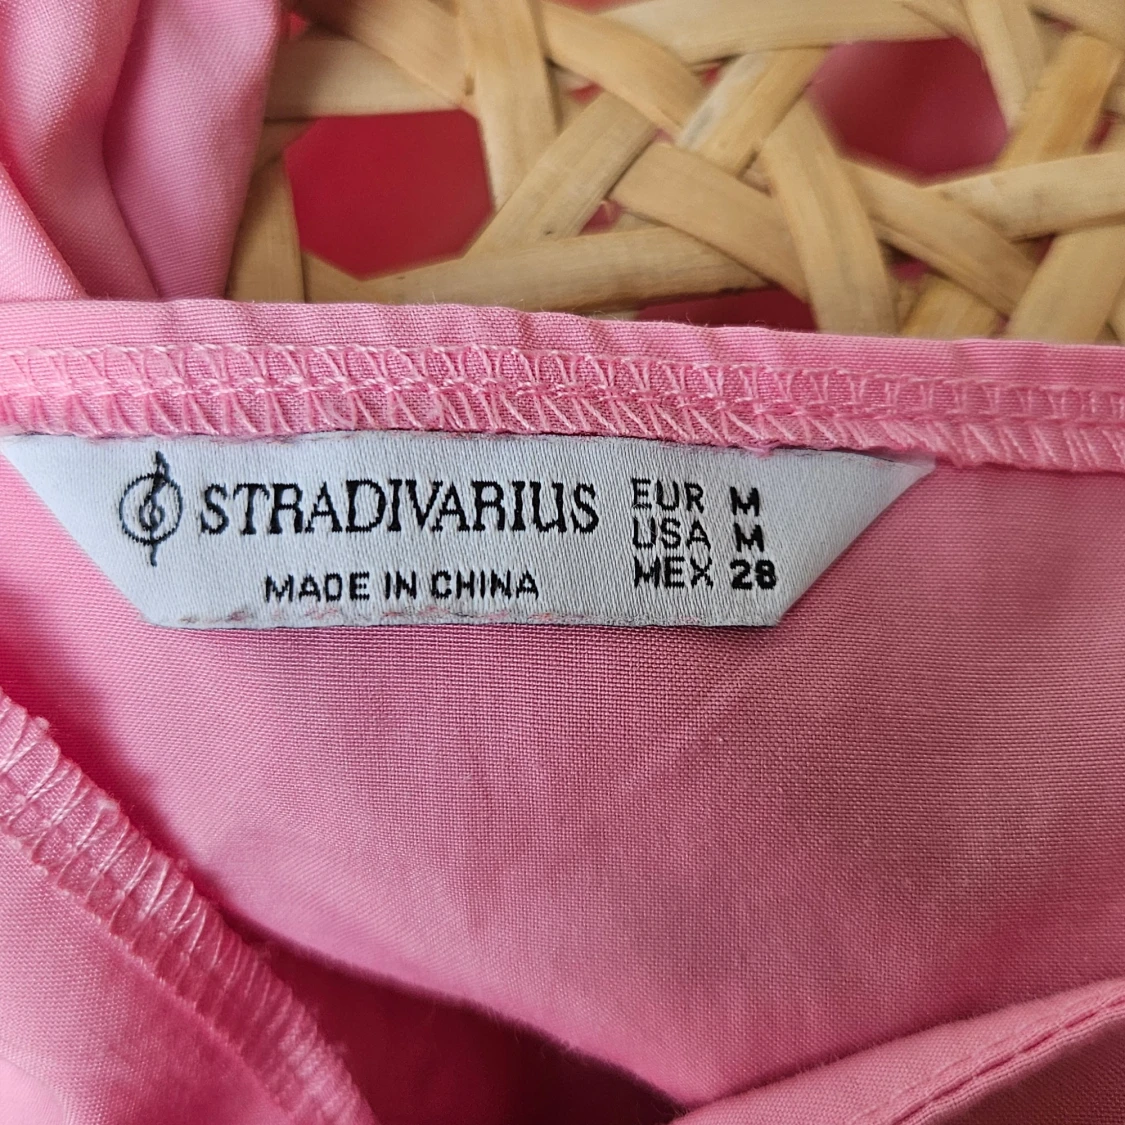 STRADIVARIUS
MADE IN CHINA
EUR M
USA M
MEX 28